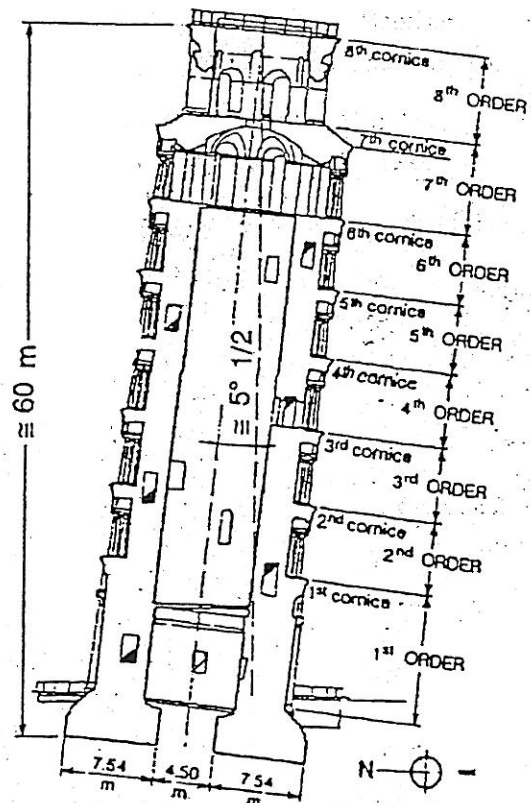 8th cornice
8th ORDER
7th cornice
7th ORDER
6th cornice
6th ORDER
5th cornice
5th ORDER
4th cornice
4th ORDER
3rd cornice
3rd ORDER
2nd cornice
2nd ORDER
1st cornice
1st ORDER
≅ 60 m
≅ 5° 1/2
7.54 4.50 7.54
m m. m
N